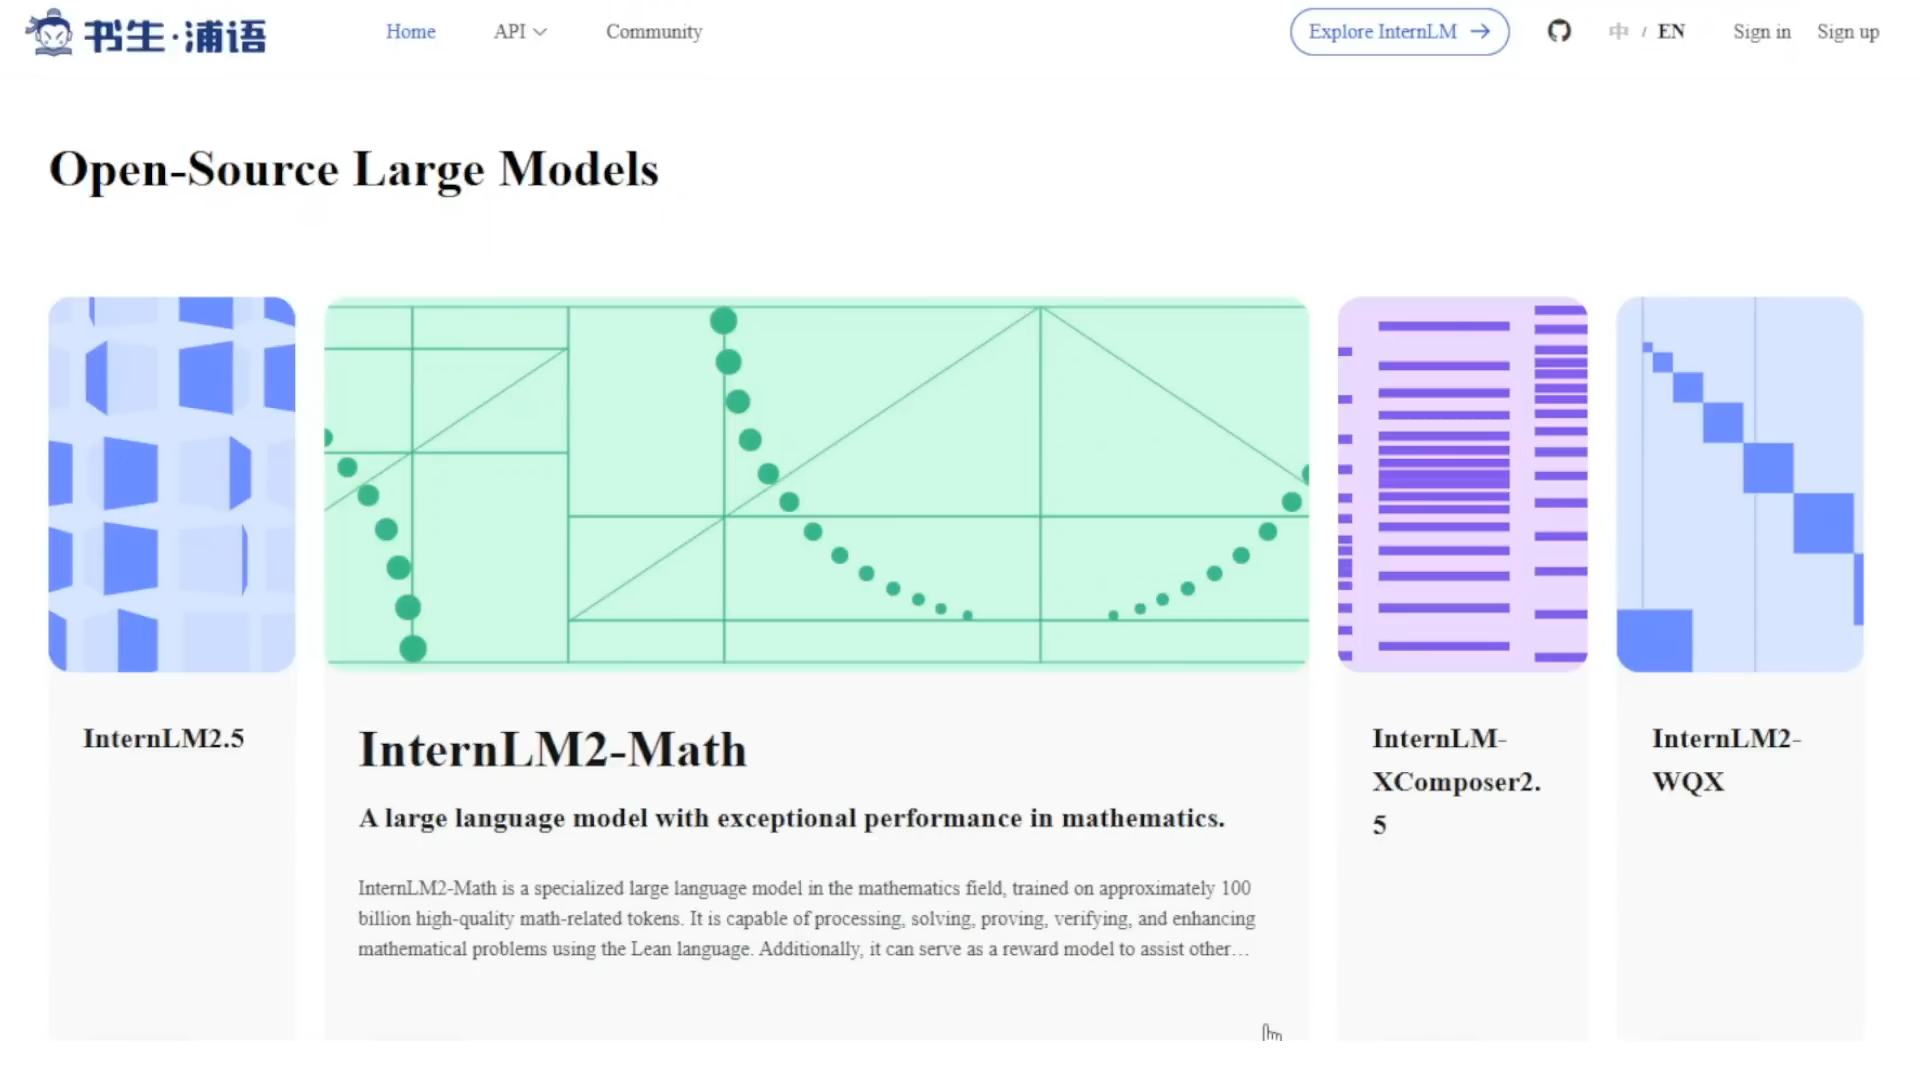 书生·浦语
Home
API
Community
Explore InternLM
中 / EN
Sign in
Sign up
Open-Source Large Models
InternLM2.5
InternLM2-Math
A large language model with exceptional performance in mathematics.
InternLM2-Math is a specialized large language model in the mathematics field, trained on approximately 100
billion high-quality math-related tokens. It is capable of processing, solving, proving, verifying, and enhancing
mathematical problems using the Lean language. Additionally, it can serve as a reward model to assist other…
InternLM-
XComposer2.
5
InternLM2-
WQX